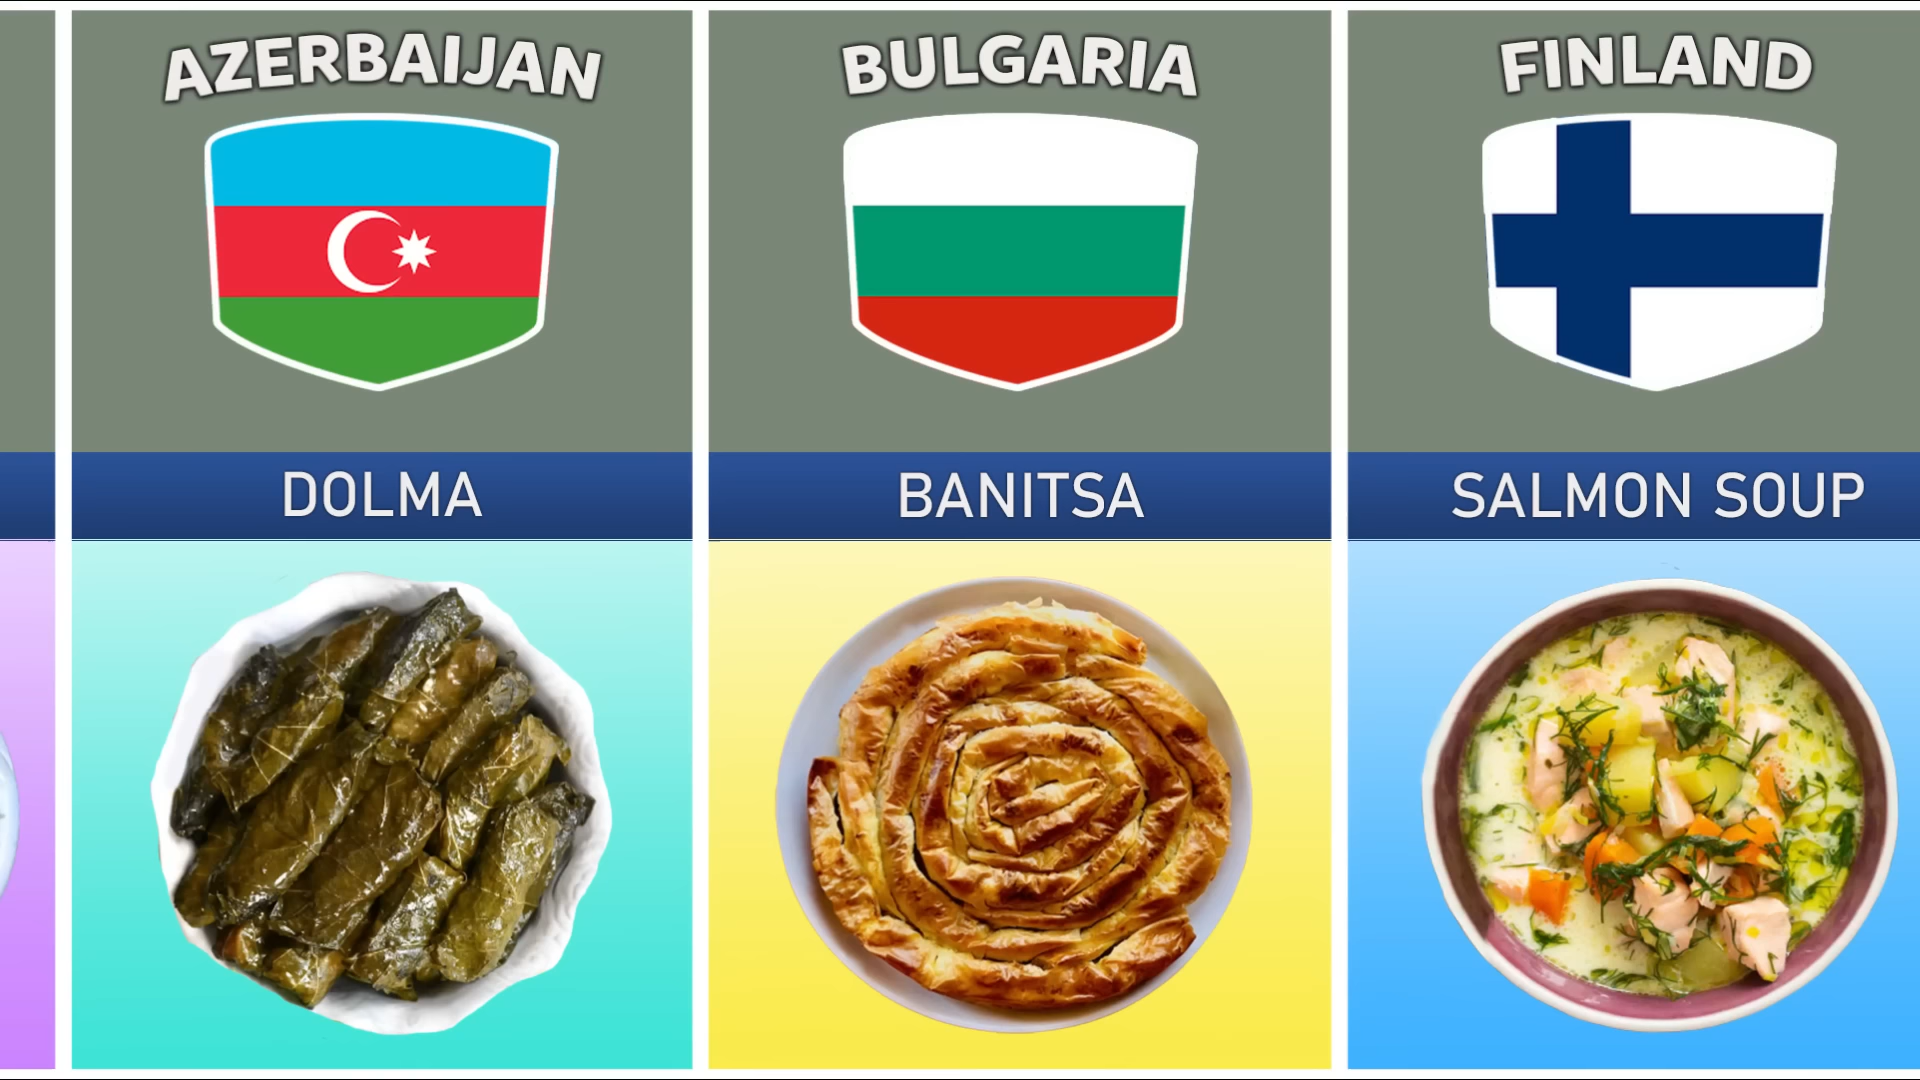 AZERBAIJAN
DOLMA
BULGARIA
BANITSA
FINLAND
SALMON SOUP